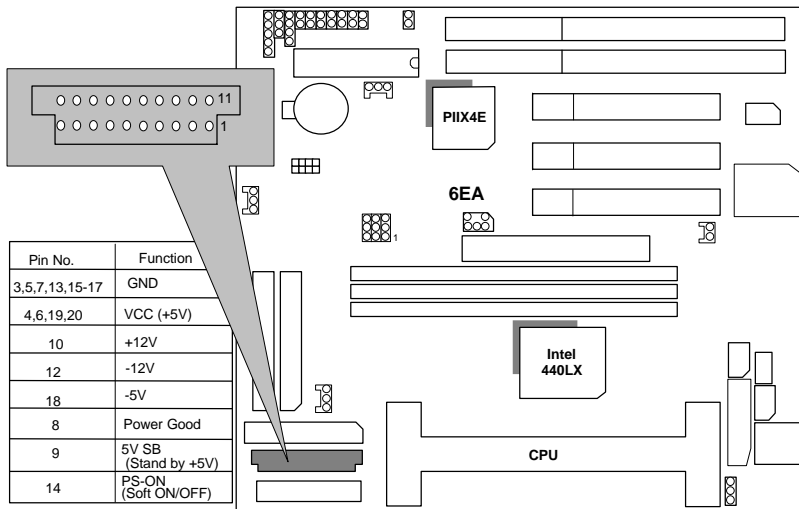 11
1
PIIX4E
6EA
1
Pin No. Function
3,5,7,13,15-17 GND
4,6,19,20 VCC (+5V)
10 +12V
12 -12V
18 -5V
8 Power Good
9 5V SB
(Stand by +5V)
14 PS-ON
(Soft ON/OFF)
Intel
440LX
CPU